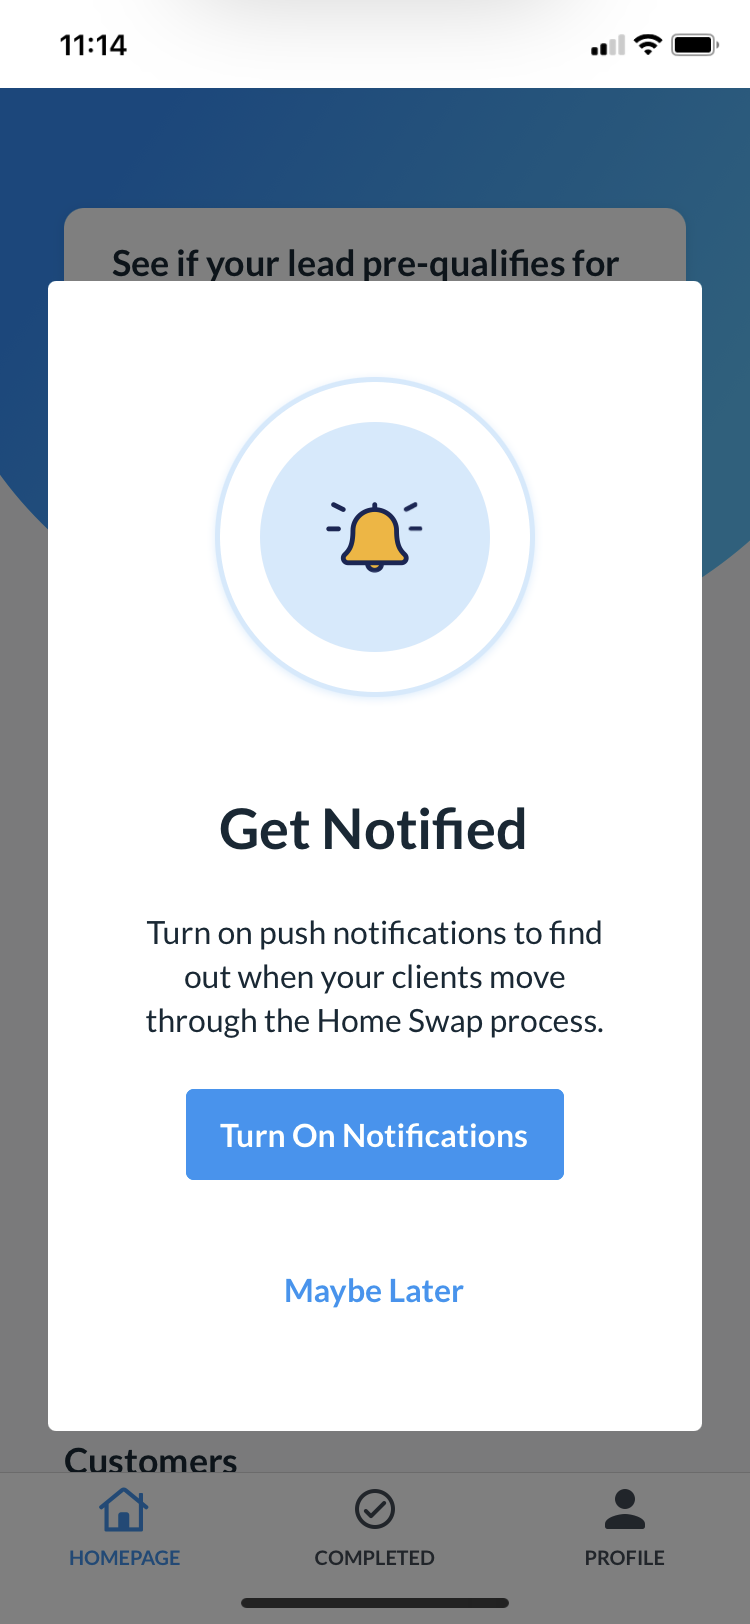 11:14
See if your lead pre-qualifies for
Get Notified
Turn on push notifications to find
out when your clients move
through the Home Swap process.
Turn On Notifications
Maybe Later
Customers
HOMEPAGE
COMPLETED
PROFILE